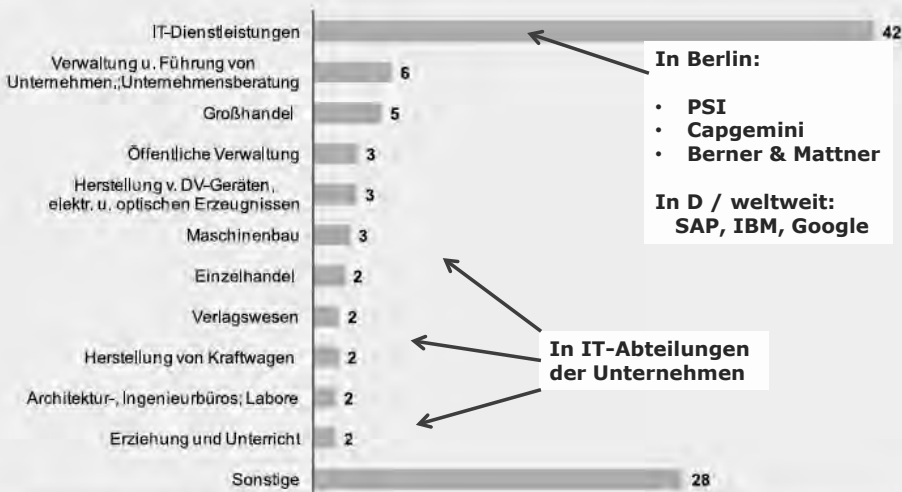 IT-Dienstleistungen 42
Verwaltung u. Führung von
Unternehmen,;Unternehmensberatung 6
Großhandel 5
Öffentliche Verwaltung 3
Herstellung v. DV-Geräten,
elektr. u. optischen Erzeugnissen 3
Maschinenbau 3
Einzelhandel 2
Verlagswesen 2
Herstellung von Kraftwagen 2
Architektur-, Ingenieurbüros; Labore 2
Erziehung und Unterricht 2
Sonstige 28
In Berlin:
• PSI
• Capgemini
• Berner & Mattner
In D / weltweit:
SAP, IBM, Google
In IT-Abteilungen
der Unternehmen